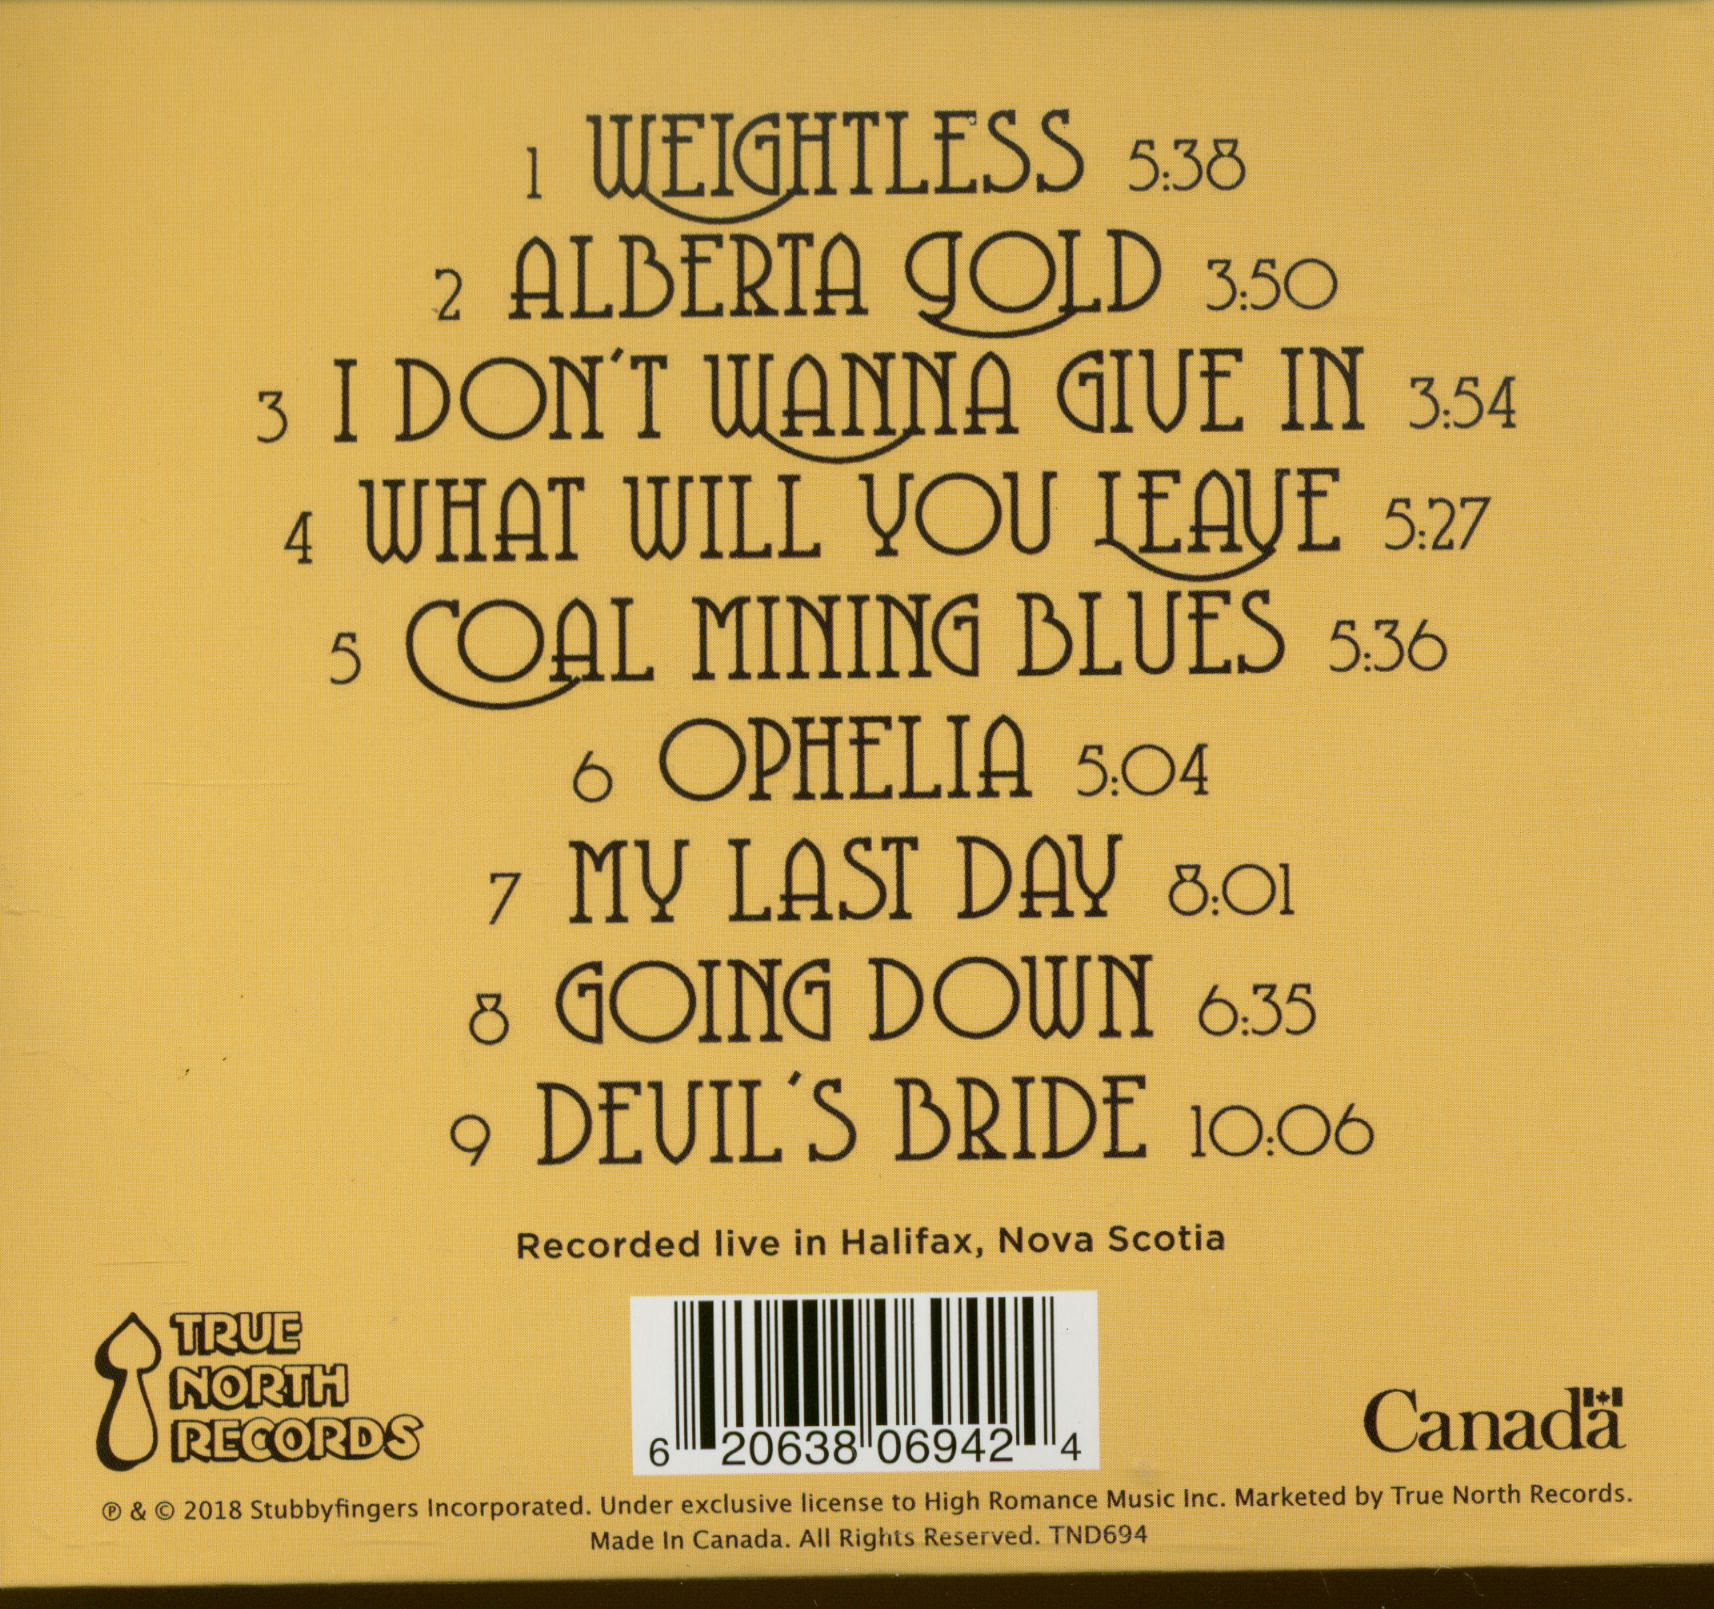 1 WEIGHTLESS 5:38
2 ALBERTA GOLD 3:50
3 I DON'T WANNA GIVE IN 3:54
4 WHAT WILL YOU LEAVE 5:27
5 COAL MINING BLUES 5:36
6 OPHELIA 5:04
7 MY LAST DAY 8:01
8 GOING DOWN 6:35
9 DEVIL'S BRIDE 10:06
Recorded live in Halifax, Nova Scotia
TRUE
NORTH
RECORDS
6 20638 06942 4
Canada
℗ & © 2018 Stubbyfingers Incorporated. Under exclusive license to High Romance Music Inc. Marketed by True North Records.
Made In Canada. All Rights Reserved. TND694